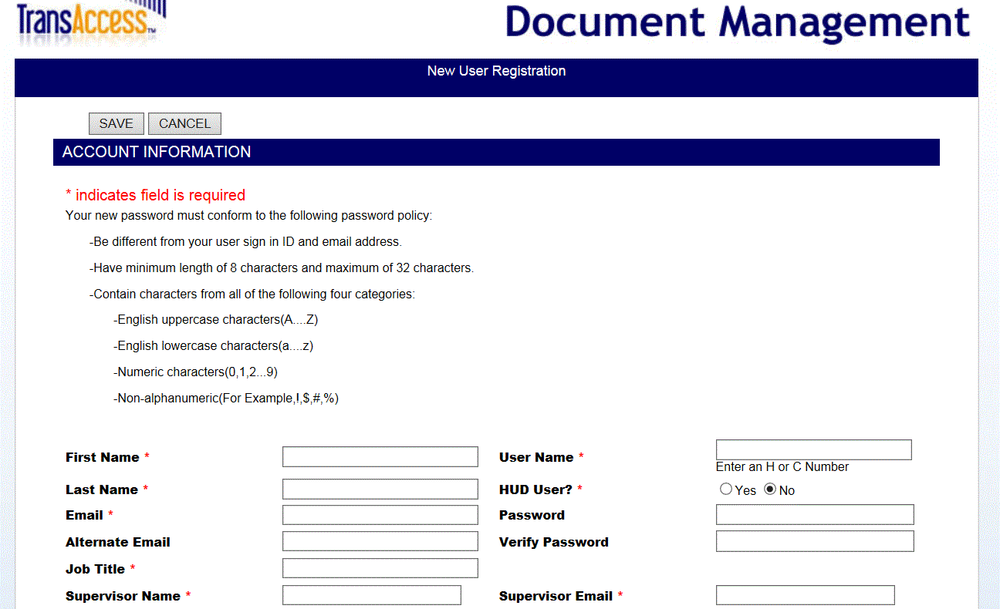 TransAccess™
Document Management
New User Registration
SAVE CANCEL
ACCOUNT INFORMATION
* indicates field is required
Your new password must conform to the following password policy:
-Be different from your user sign in ID and email address.
-Have minimum length of 8 characters and maximum of 32 characters.
-Contain characters from all of the following four categories:
-English uppercase characters(A....Z)
-English lowercase characters(a....z)
-Numeric characters(0,1,2...9)
-Non-alphanumeric(For Example,!,$,#,%)
First Name * User Name *
Enter an H or C Number
Last Name * HUD User? * Yes No
Email * Password
Alternate Email Verify Password
Job Title *
Supervisor Name * Supervisor Email *